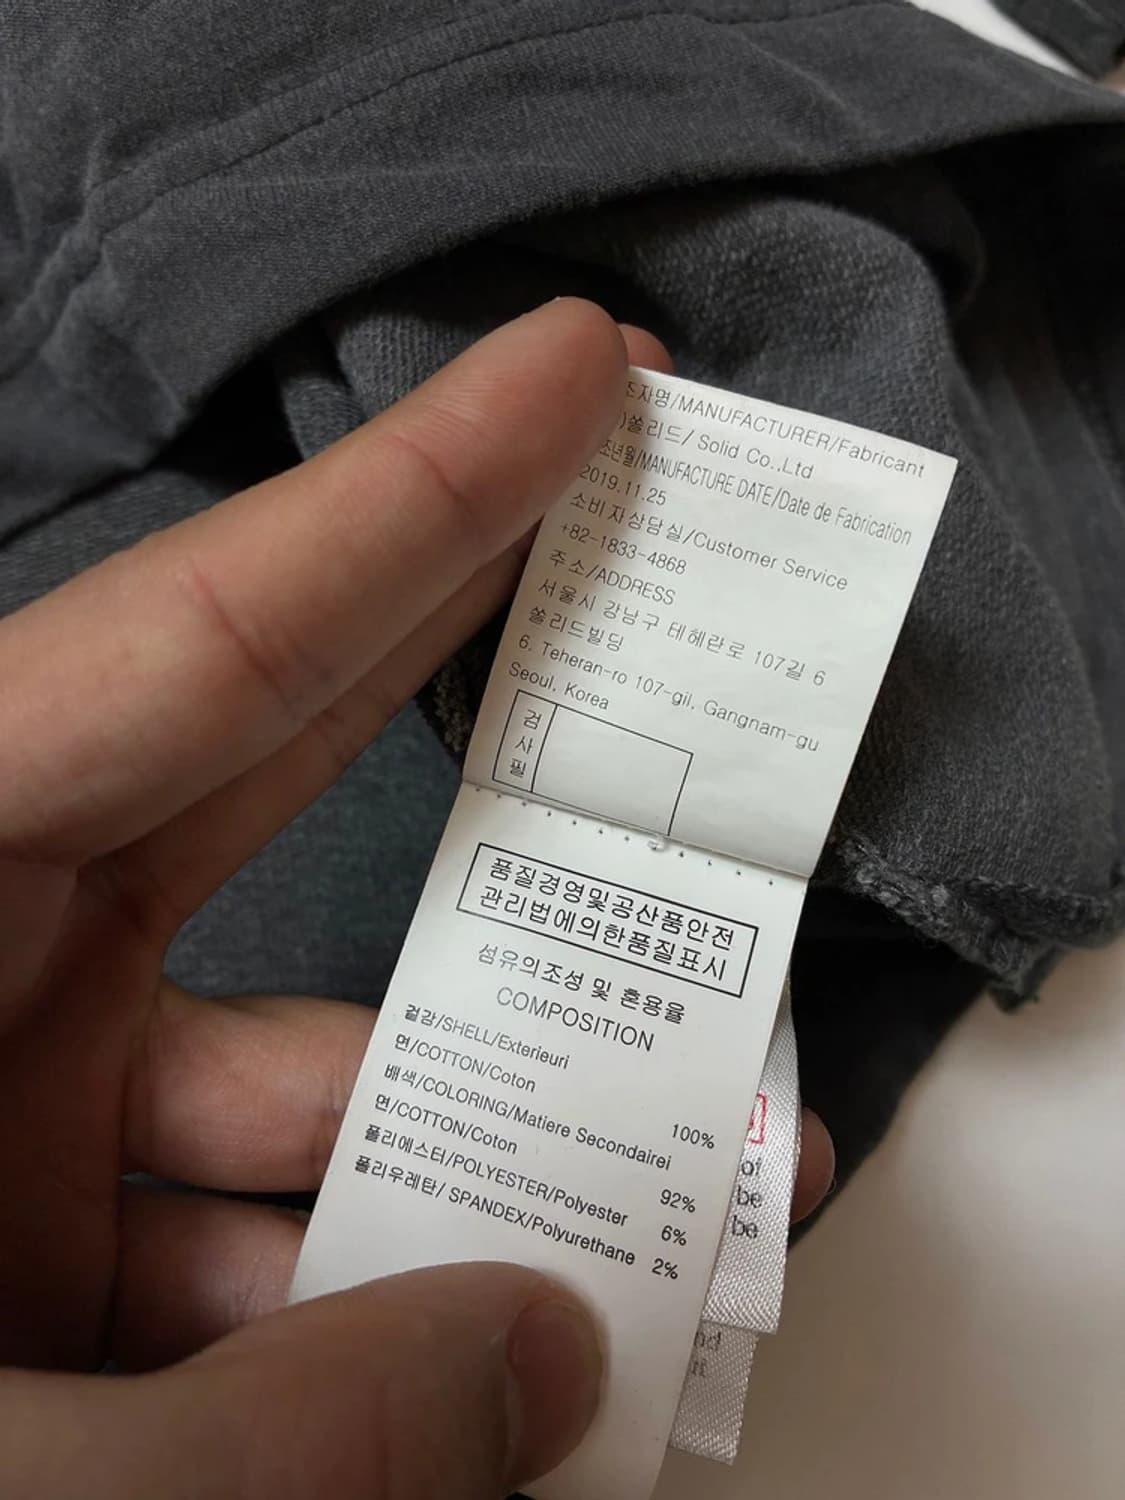 조자명/MANUFACTURER/Fabricant
)쏠리드/ Solid Co.,Ltd
조년월/MANUFACTURE DATE/Date de Fabrication
2019.11.25
소비자상담실/Customer Service
+82-1833-4868
주소/ADDRESS
서울시 강남구 테헤란로 107길 6
쏠리드빌딩
6, Teheran-ro 107-gil, Gangnam-gu
Seoul, Korea
검
사
필
품질경영및공산품안전
관리법에의한품질표시
섬유의조성 및 혼용율
COMPOSITION
겉감/SHELL/Exterieuri
면/COTTON/Coton 100%
배색/COLORING/Matiere Secondairei
면/COTTON/Coton 92%
폴리에스터/POLYESTER/Polyester 6%
폴리우레탄/ SPANDEX/Polyurethane 2%
of
be
be